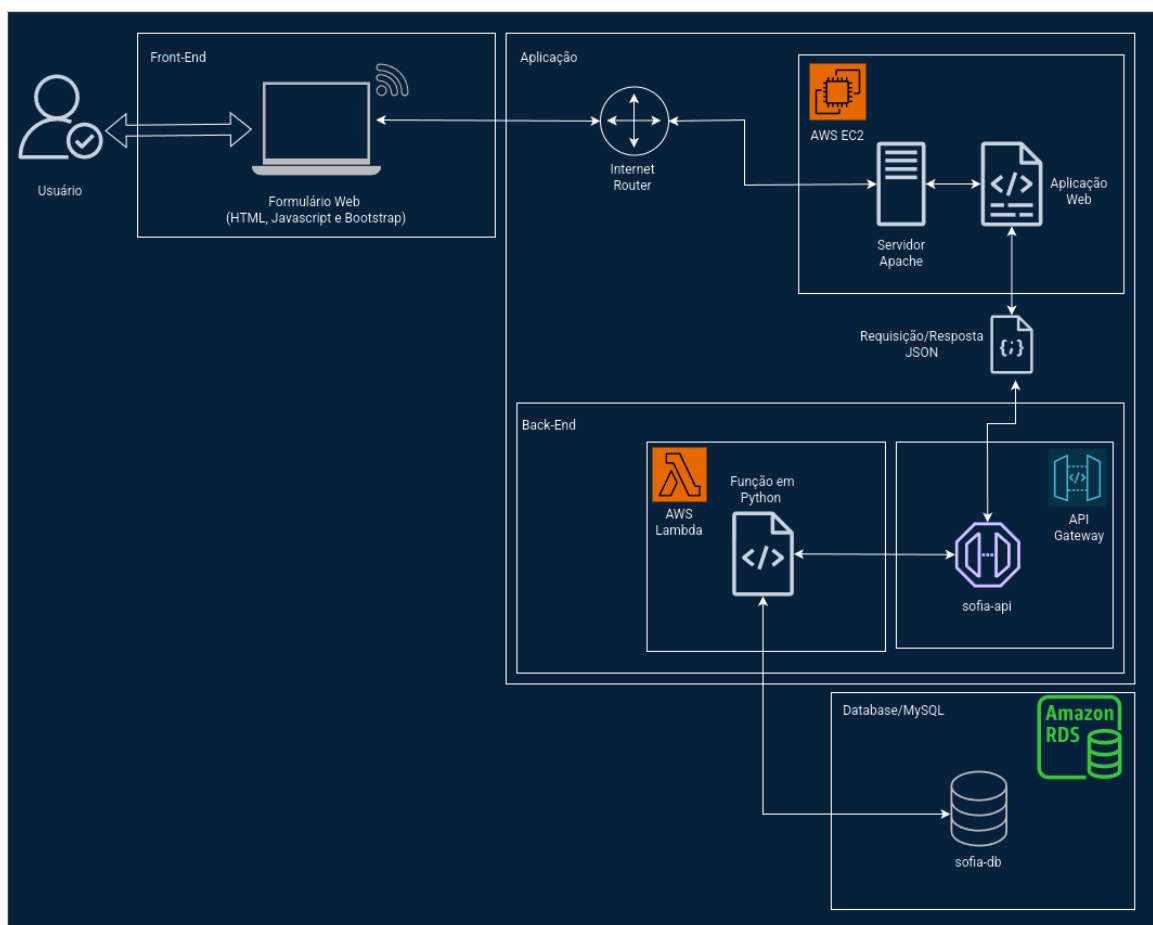 Front-End
Usuário
Formulário Web
(HTML, Javascript e Bootstrap)
Aplicação
Internet
Router
AWS EC2
Servidor
Apache
</>
Aplicação
Web
Requisição/Resposta
JSON
{;}
Back-End
AWS
Lambda
Função em
Python
</>
</>
API
Gateway
sofia-api
Database/MySQL
Amazon
RDS
sofia-db